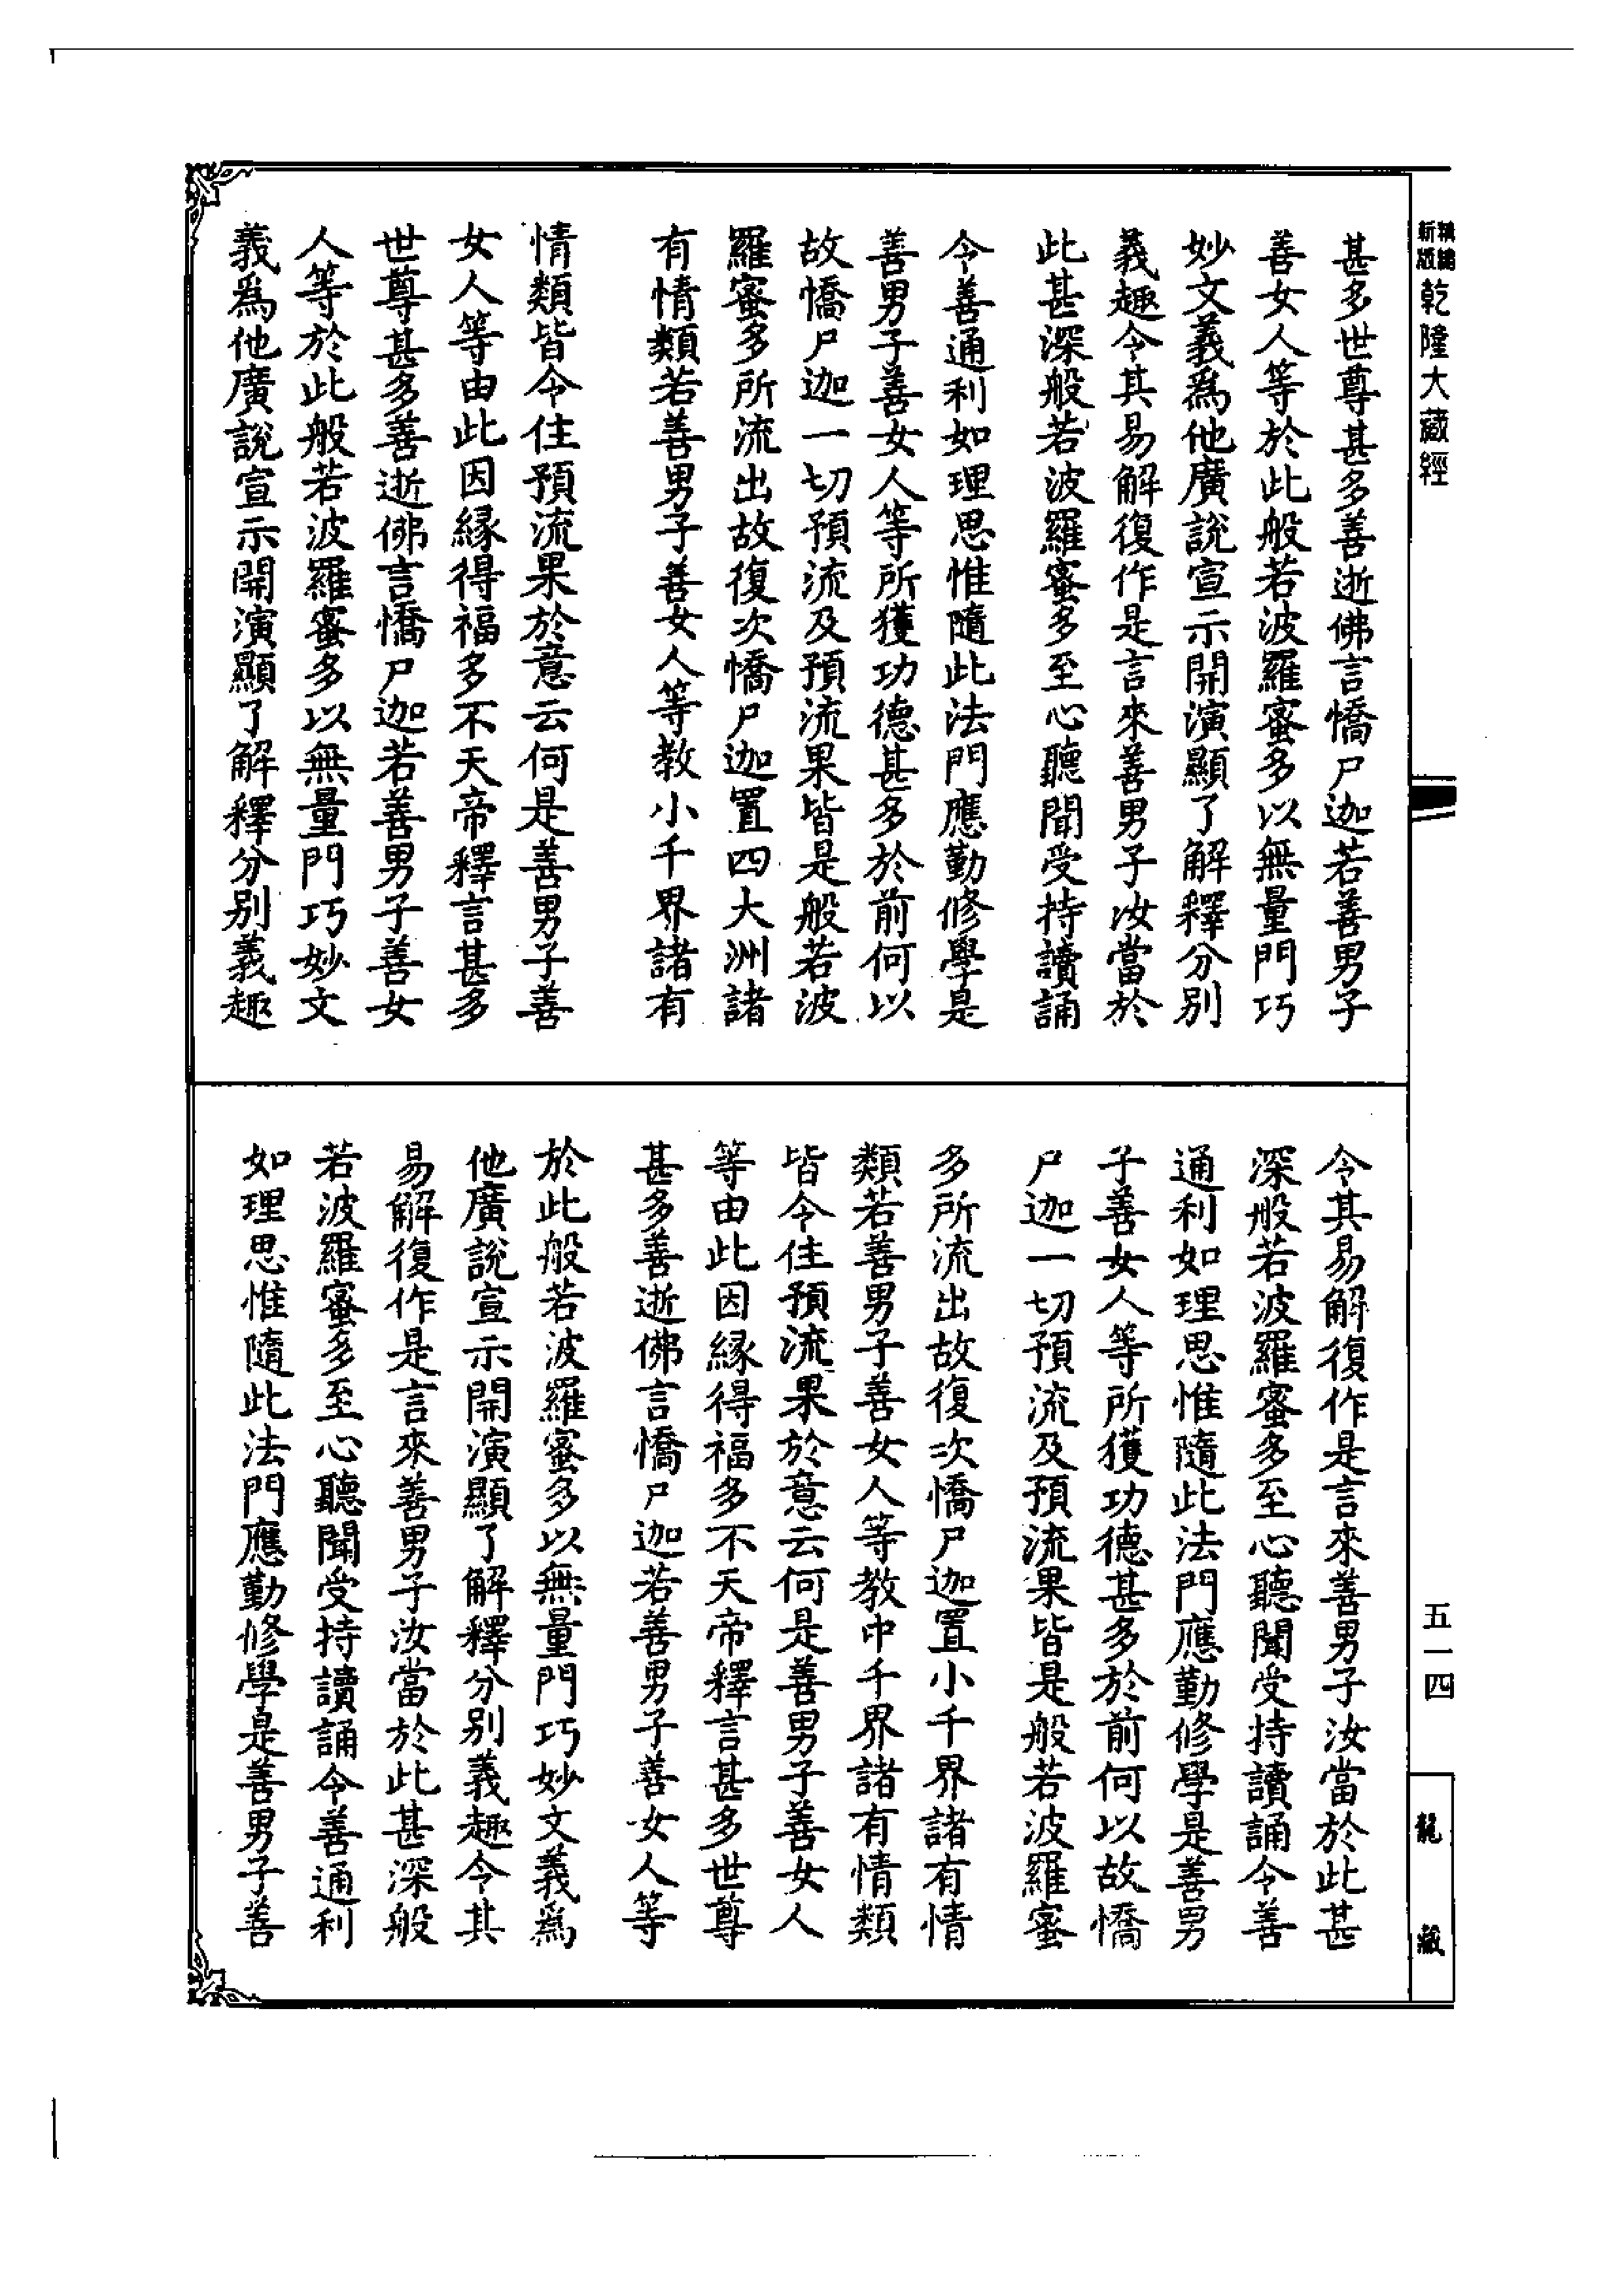 新版
精縮
乾隆大藏經
甚多世尊甚多善逝佛言憍尸迦若善男子
善女人等於此般若波羅蜜多以無量門巧
妙文義為他廣說宣示開演顯了解釋分別
義趣令其易解復作是言來善男子汝當於
此甚深般若波羅蜜多至心聽聞受持讀誦
令善通利如理思惟隨此法門應勤修學是
善男子善女人等所獲功德甚多於前何以
故憍尸迦一切預流及預流果皆是般若波
羅蜜多所流出故復次憍尸迦置四大洲諸
有情類若善男子善女人等教小千界諸有
情類皆令住預流果於意云何是善男子善
女人等由此因緣得福多不天帝釋言甚多
世尊甚多善逝佛言憍尸迦若善男子善女
人等於此般若波羅蜜多以無量門巧妙文
義為他廣說宣示開演顯了解釋分別義趣
令其易解復作是言來善男子汝當於此甚
深般若波羅蜜多至心聽聞受持讀誦令善
通利如理思惟隨此法門應勤修學是善男
子善女人等所獲功德甚多於前何以故憍
尸迦一切預流及預流果皆是般若波羅蜜
多所流出故復次憍尸迦置小千界諸有情
類若善男子善女人等教中千界諸有情類
皆令住預流果於意云何是善男子善女人
等由此因緣得福多不天帝釋言甚多世尊
甚多善逝佛言憍尸迦若善男子善女人等
於此般若波羅蜜多以無量門巧妙文義為
他廣說宣示開演顯了解釋分別義趣令其
易解復作是言來善男子汝當於此甚深般
若波羅蜜多至心聽聞受持讀誦令善通利
如理思惟隨此法門應勤修學是善男子善
五一四
龍藏